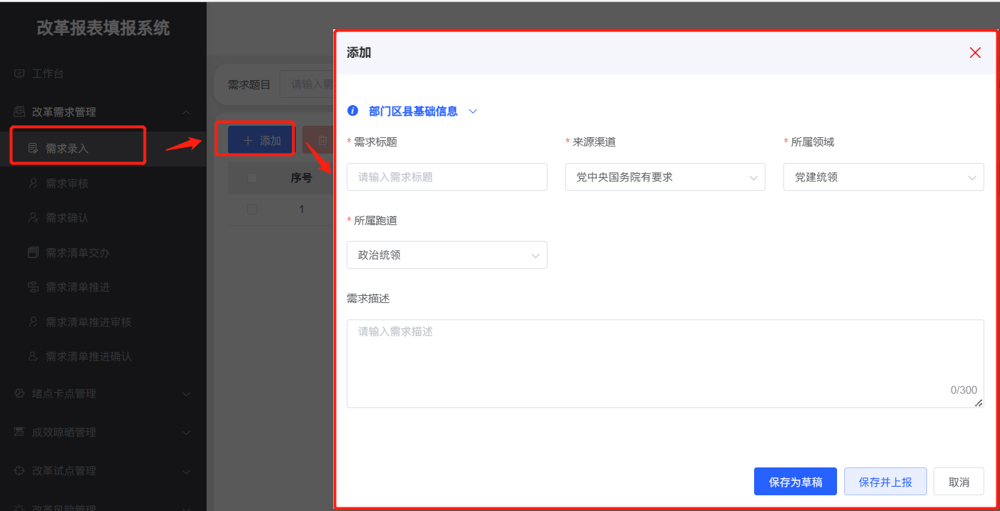 改革报表填报系统
工作台
改革需求管理
需求录入
需求审核
需求确认
需求清单交办
需求清单推进
需求清单推进审核
需求清单推进确认
堵点卡点管理
成效晾晒管理
改革试点管理
改革风险管理
需求题目
请输入需
添加
序号
1
添加
部门区县基础信息
* 需求标题
* 来源渠道
* 所属领域
请输入需求标题
党中央国务院有要求
党建统领
* 所属跑道
政治统领
需求描述
请输入需求描述
0/300
保存为草稿
保存并上报
取消